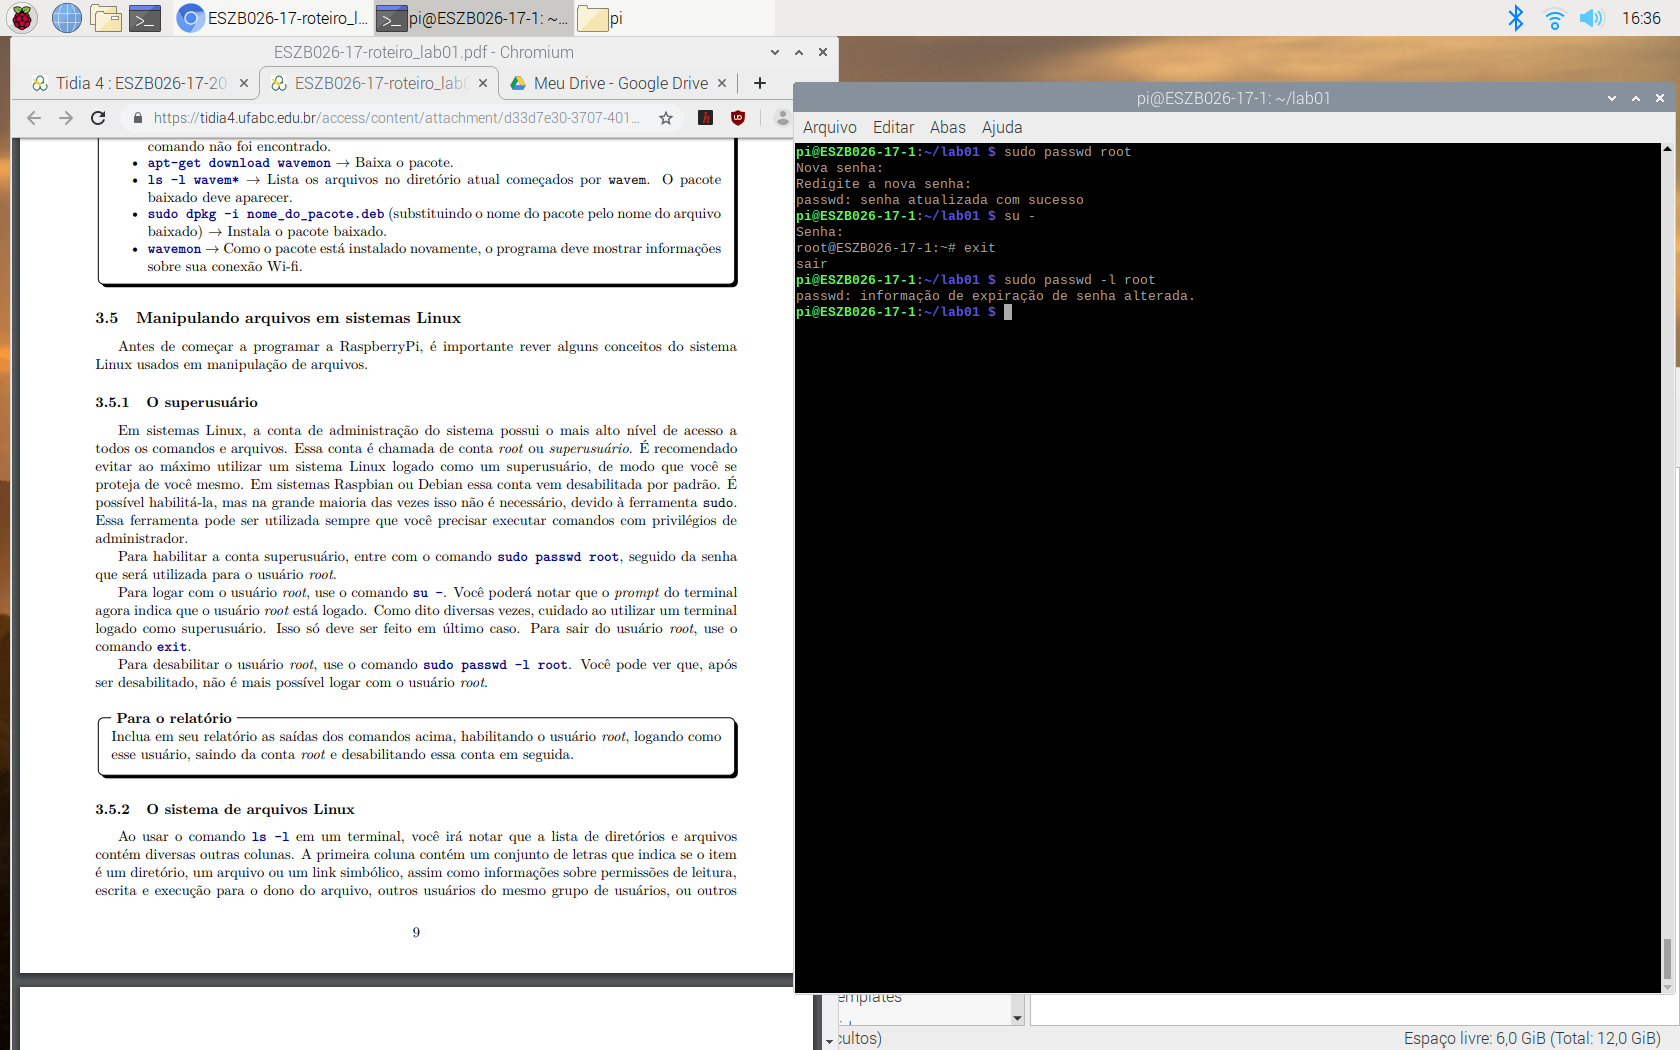 ESZB026-17-roteiro_l...
pi@ESZB026-17-1: ~...
pi
16:36
ESZB026-17-roteiro_lab01.pdf - Chromium
Tidia 4 : ESZB026-17-20
ESZB026-17-roteiro_lab0
Meu Drive - Google Drive
https://tidia4.ufabc.edu.br/access/content/attachment/d33d7e30-3707-401...
comando não foi encontrado.
• apt-get download wavemon → Baixa o pacote.
• ls -l wavem* → Lista os arquivos no diretório atual começados por wavem. O pacote
baixado deve aparecer.
• sudo dpkg -i nome_do_pacote.deb (substituindo o nome do pacote pelo nome do arquivo
baixado) → Instala o pacote baixado.
• wavemon → Como o pacote está instalado novamente, o programa deve mostrar informações
sobre sua conexão Wi-fi.
3.5 Manipulando arquivos em sistemas Linux
Antes de começar a programar a RaspberryPi, é importante rever alguns conceitos do sistema
Linux usados em manipulação de arquivos.
3.5.1 O superusuário
Em sistemas Linux, a conta de administração do sistema possui o mais alto nível de acesso a
todos os comandos e arquivos. Essa conta é chamada de conta root ou superusuário. É recomendado
evitar ao máximo utilizar um sistema Linux logado como um superusuário, de modo que você se
proteja de você mesmo. Em sistemas Raspbian ou Debian essa conta vem desabilitada por padrão. É
possível habilitá-la, mas na grande maioria das vezes isso não é necessário, devido à ferramenta sudo.
Essa ferramenta pode ser utilizada sempre que você precisar executar comandos com privilégios de
administrador.
Para habilitar a conta superusuário, entre com o comando sudo passwd root, seguido da senha
que será utilizada para o usuário root.
Para logar com o usuário root, use o comando su -. Você poderá notar que o prompt do terminal
agora indica que o usuário root está logado. Como dito diversas vezes, cuidado ao utilizar um terminal
logado como superusuário. Isso só deve ser feito em último caso. Para sair do usuário root, use o
comando exit.
Para desabilitar o usuário root, use o comando sudo passwd -l root. Você pode ver que, após
ser desabilitado, não é mais possível logar com o usuário root.
Para o relatório
Inclua em seu relatório as saídas dos comandos acima, habilitando o usuário root, logando como
esse usuário, saindo da conta root e desabilitando essa conta em seguida.
3.5.2 O sistema de arquivos Linux
Ao usar o comando ls -l em um terminal, você irá notar que a lista de diretórios e arquivos
contém diversas outras colunas. A primeira coluna contém um conjunto de letras que indica se o item
é um diretório, um arquivo ou um link simbólico, assim como informações sobre permissões de leitura,
escrita e execução para o dono do arquivo, outros usuários do mesmo grupo de usuários, ou outros
9
pi@ESZB026-17-1: ~/lab01
Arquivo Editar Abas Ajuda
pi@ESZB026-17-1:~/lab01 $ sudo passwd root
Nova senha:
Redigite a nova senha:
passwd: senha atualizada com sucesso
pi@ESZB026-17-1:~/lab01 $ su -
Senha:
root@ESZB026-17-1:~# exit
sair
pi@ESZB026-17-1:~/lab01 $ sudo passwd -l root
passwd: informação de expiração de senha alterada.
pi@ESZB026-17-1:~/lab01 $
emplates
cultos)
Espaço livre: 6,0 GiB (Total: 12,0 GiB)